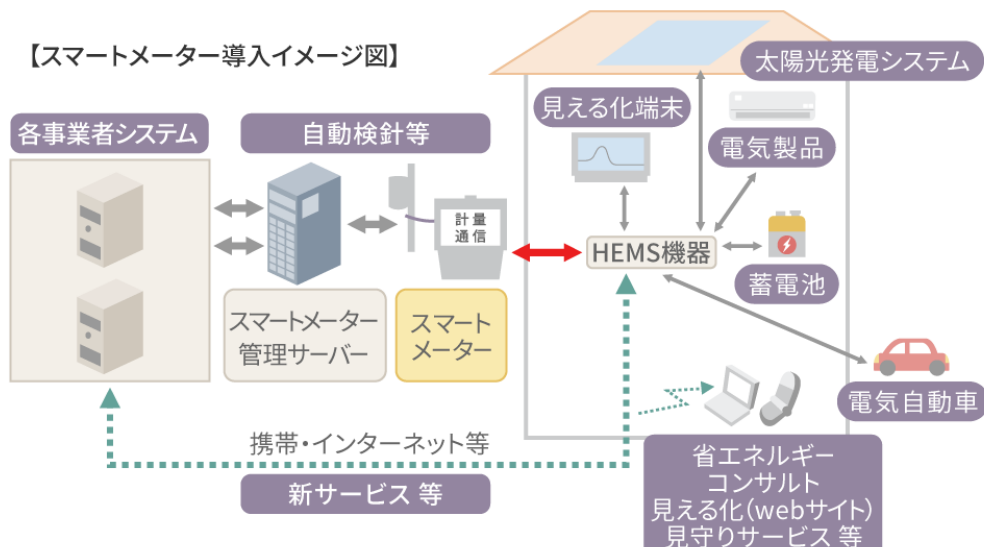 【スマートメーター導入イメージ図】
太陽光発電システム
見える化端末
各事業者システム
自動検針等
電気製品
計量
通信
HEMS機器
蓄電池
スマートメーター
管理サーバー
スマート
メーター
電気自動車
携帯・インターネット等
新サービス 等
省エネルギー
コンサルト
見える化(webサイト)
見守りサービス 等